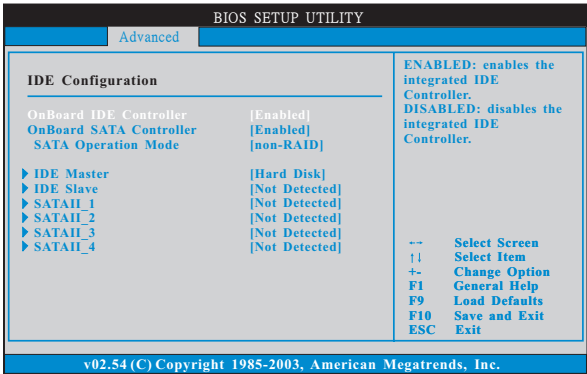 BIOS SETUP UTILITY
Advanced
IDE Configuration
OnBoard IDE Controller [Enabled]
OnBoard SATA Controller [Enabled]
SATA Operation Mode [non-RAID]
IDE Master [Hard Disk]
IDE Slave [Not Detected]
SATAII_1 [Not Detected]
SATAII_2 [Not Detected]
SATAII_3 [Not Detected]
SATAII_4 [Not Detected]
ENABLED: enables the
integrated IDE
Controller.
DISABLED: disables the
integrated IDE
Controller.
←→ Select Screen
↑↓ Select Item
+- Change Option
F1 General Help
F9 Load Defaults
F10 Save and Exit
ESC Exit
v02.54 (C) Copyright 1985-2003, American Megatrends, Inc.